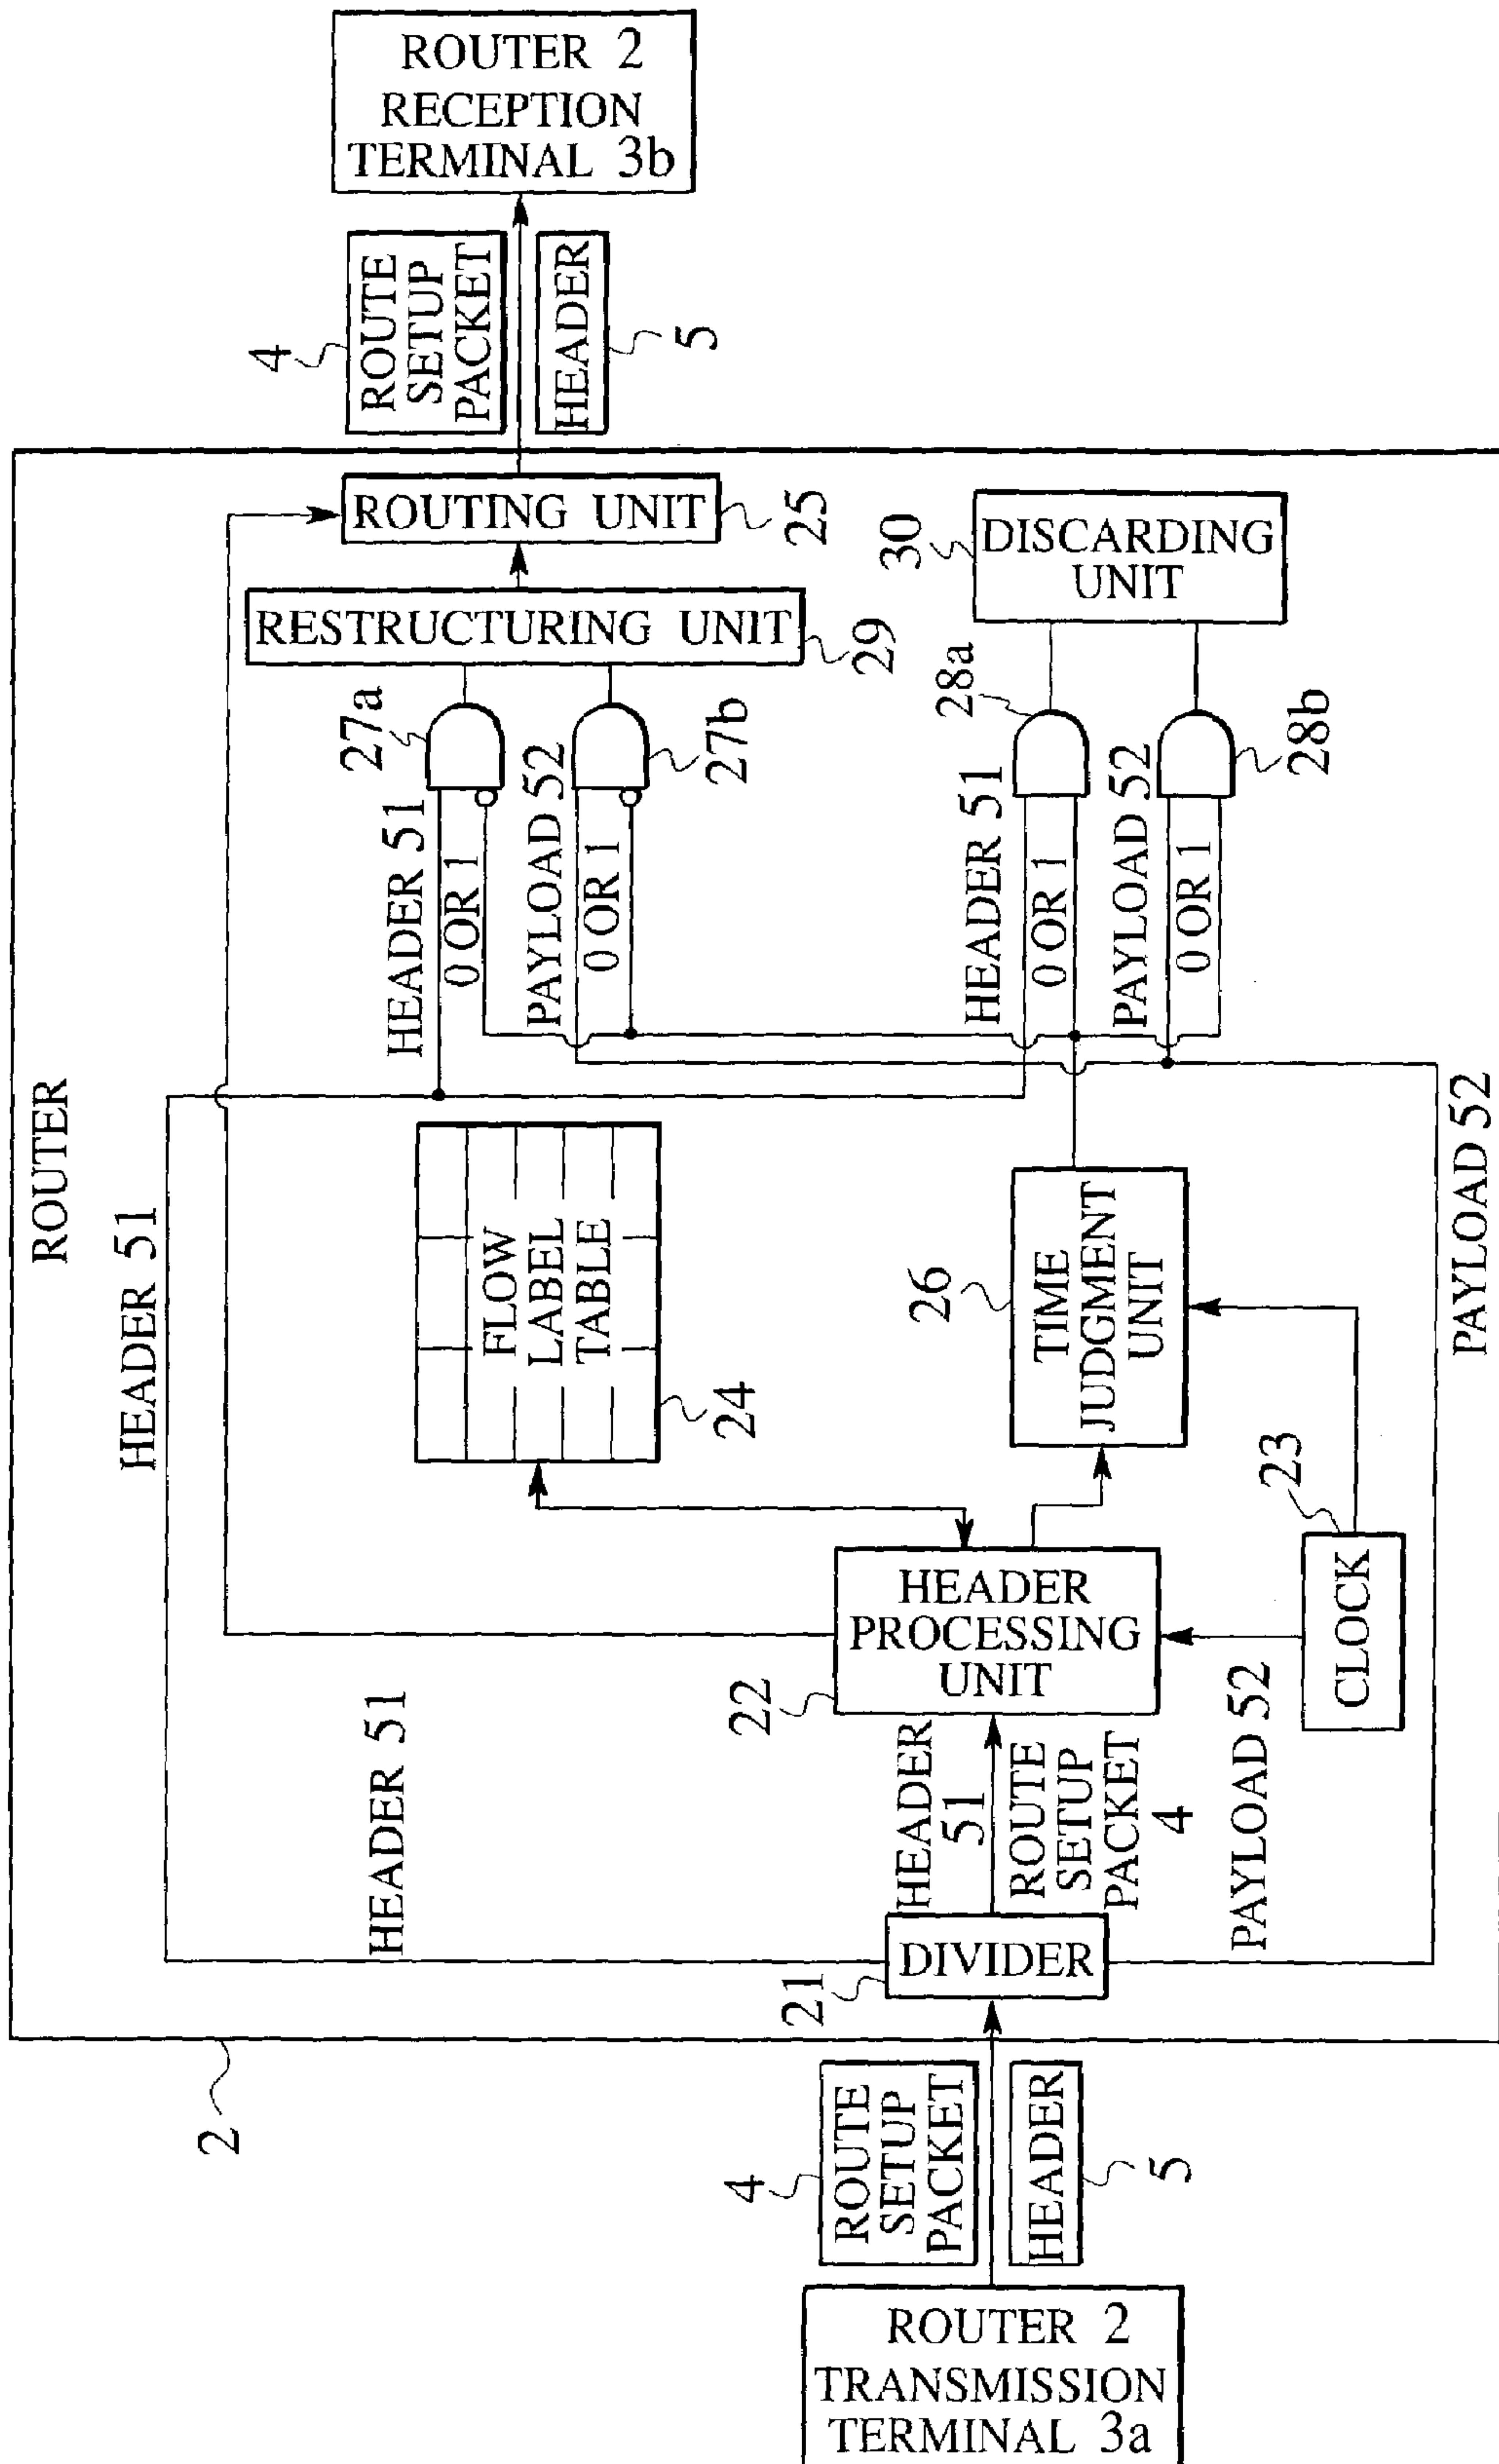 ROUTER
2
ROUTER 2
TRANSMISSION
TERMINAL 3a
4
ROUTE
SETUP
PACKET
HEADER
5
21
DIVIDER
HEADER 51
HEADER 51
HEADER
51
ROUTE
SETUP
PACKET
4
PAYLOAD 52
PAYLOAD 52
22
HEADER
PROCESSING
UNIT
CLOCK
23
FLOW
LABEL
TABLE
24
26
TIME
JUDGMENT
UNIT
HEADER 51
0 OR 1
PAYLOAD 52
0 OR 1
HEADER 51
0 OR 1
PAYLOAD 52
0 OR 1
27a
27b
28a
28b
RESTRUCTURING UNIT
29
ROUTING UNIT
25
30
DISCARDING
UNIT
4
ROUTE
SETUP
PACKET
HEADER
5
ROUTER 2
RECEPTION
TERMINAL 3b